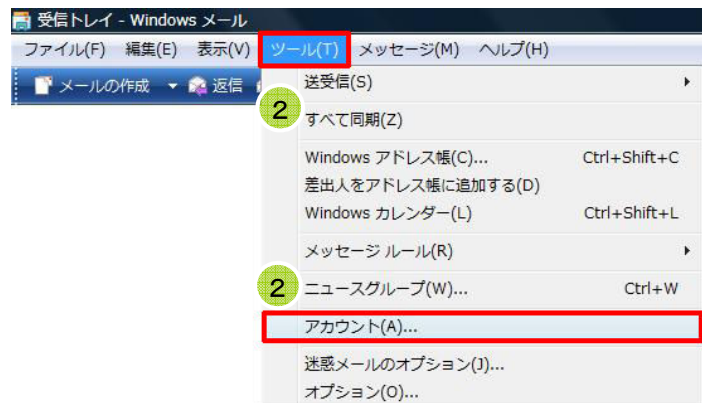 受信トレイ - Windows メール
ファイル(F) 編集(E) 表示(V) ツール(T) メッセージ(M) ヘルプ(H)
メールの作成 返信
送受信(S)
2
すべて同期(Z)
Windows アドレス帳(C)... Ctrl+Shift+C
差出人をアドレス帳に追加する(D)
Windows カレンダー(L) Ctrl+Shift+L
メッセージ ルール(R)
2 ニュースグループ(W)... Ctrl+W
アカウント(A)...
迷惑メールのオプション(J)...
オプション(O)...